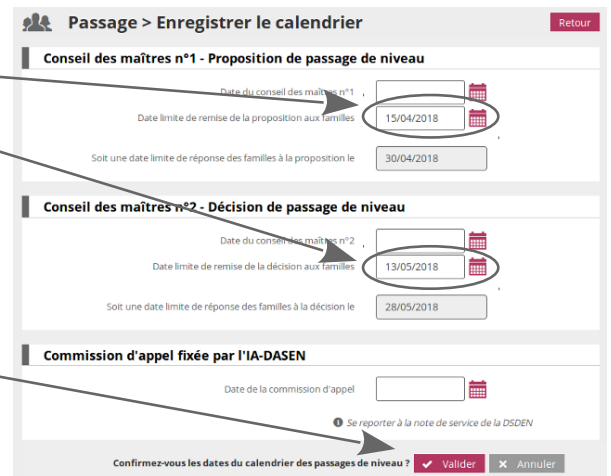 Passage > Enregistrer le calendrier
Retour
Conseil des maîtres n°1 - Proposition de passage de niveau
Date du conseil des maîtres n°1
Date limite de remise de la proposition aux familles 15/04/2018
Soit une date limite de réponse des familles à la proposition le 30/04/2018
Conseil des maîtres n°2 - Décision de passage de niveau
Date du conseil des maîtres n°2
Date limite de remise de la décision aux familles 13/05/2018
Soit une date limite de réponse des familles à la décision le 28/05/2018
Commission d'appel fixée par l'IA-DASEN
Date de la commission d'appel
Se reporter à la note de service de la DSDEN
Confirmez-vous les dates du calendrier des passages de niveau ? Valider Annuler